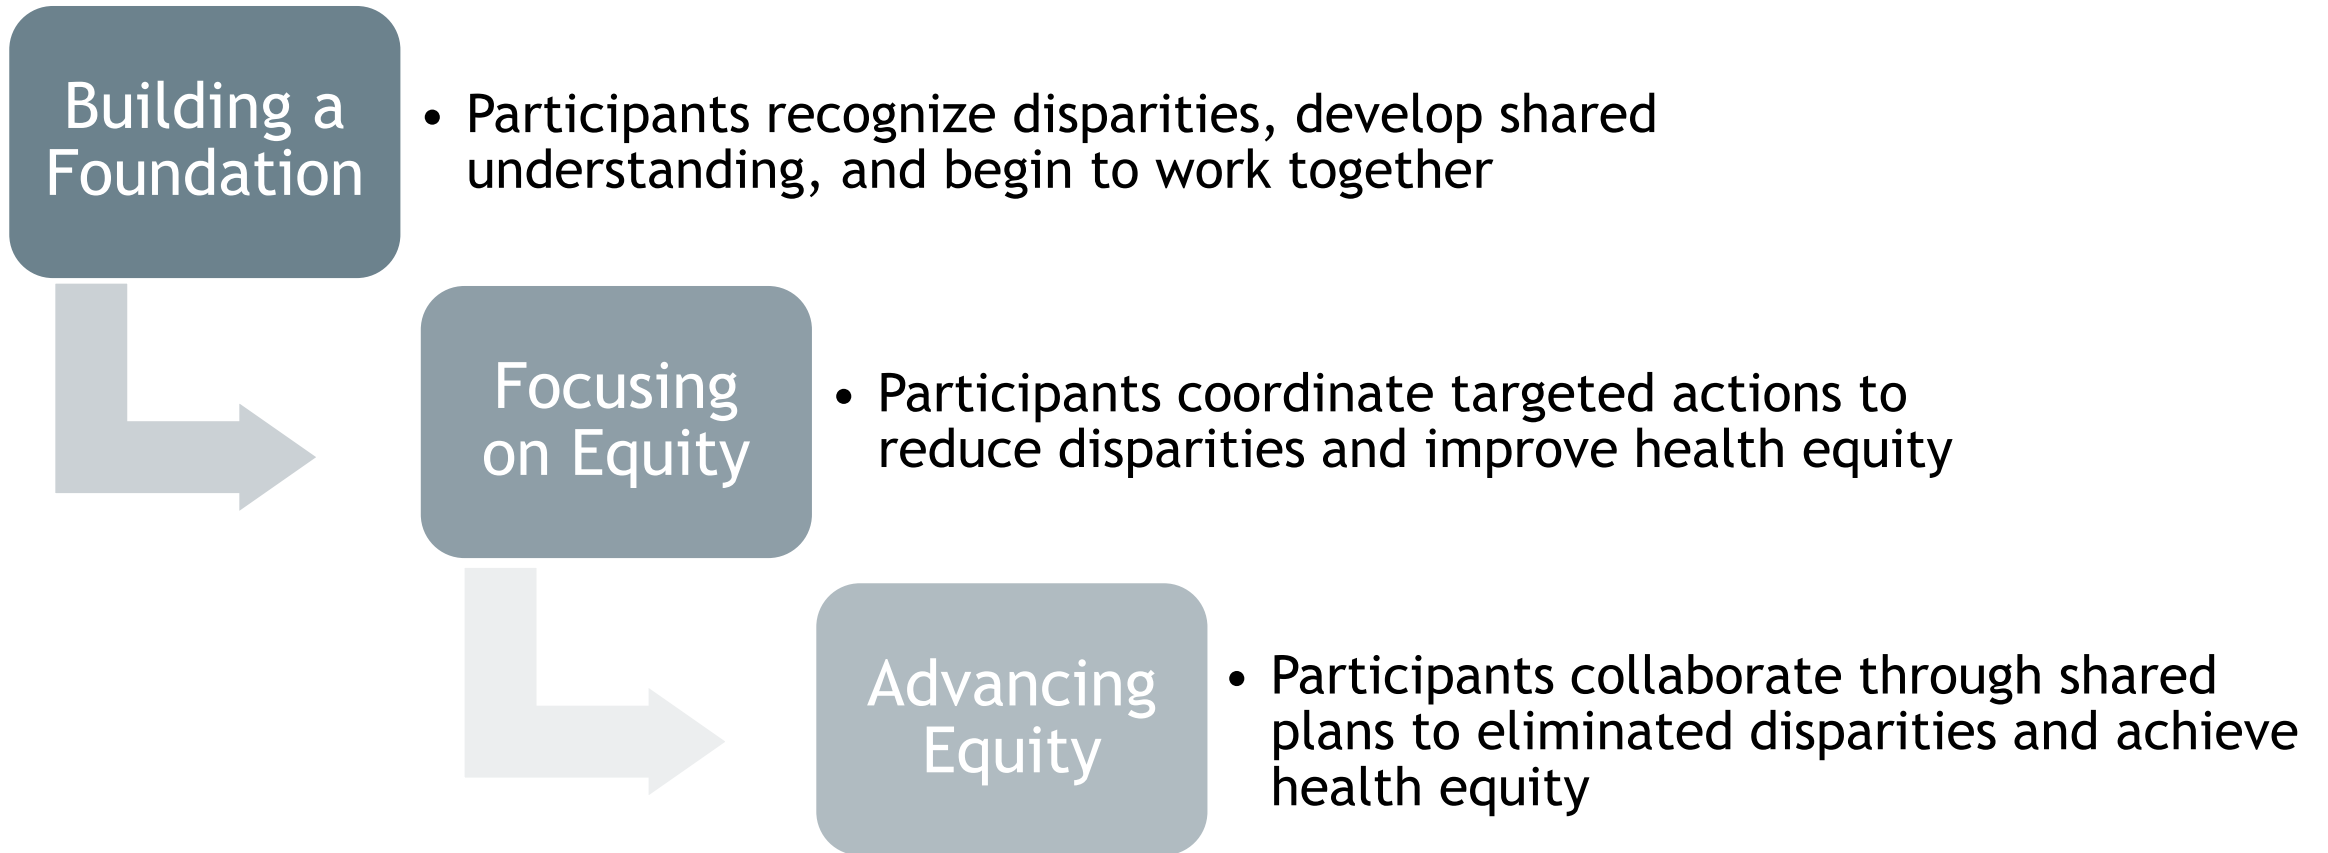 Building a
Foundation
• Participants recognize disparities, develop shared
understanding, and begin to work together
Focusing
on Equity
• Participants coordinate targeted actions to
reduce disparities and improve health equity
Advancing
Equity
• Participants collaborate through shared
plans to eliminated disparities and achieve
health equity